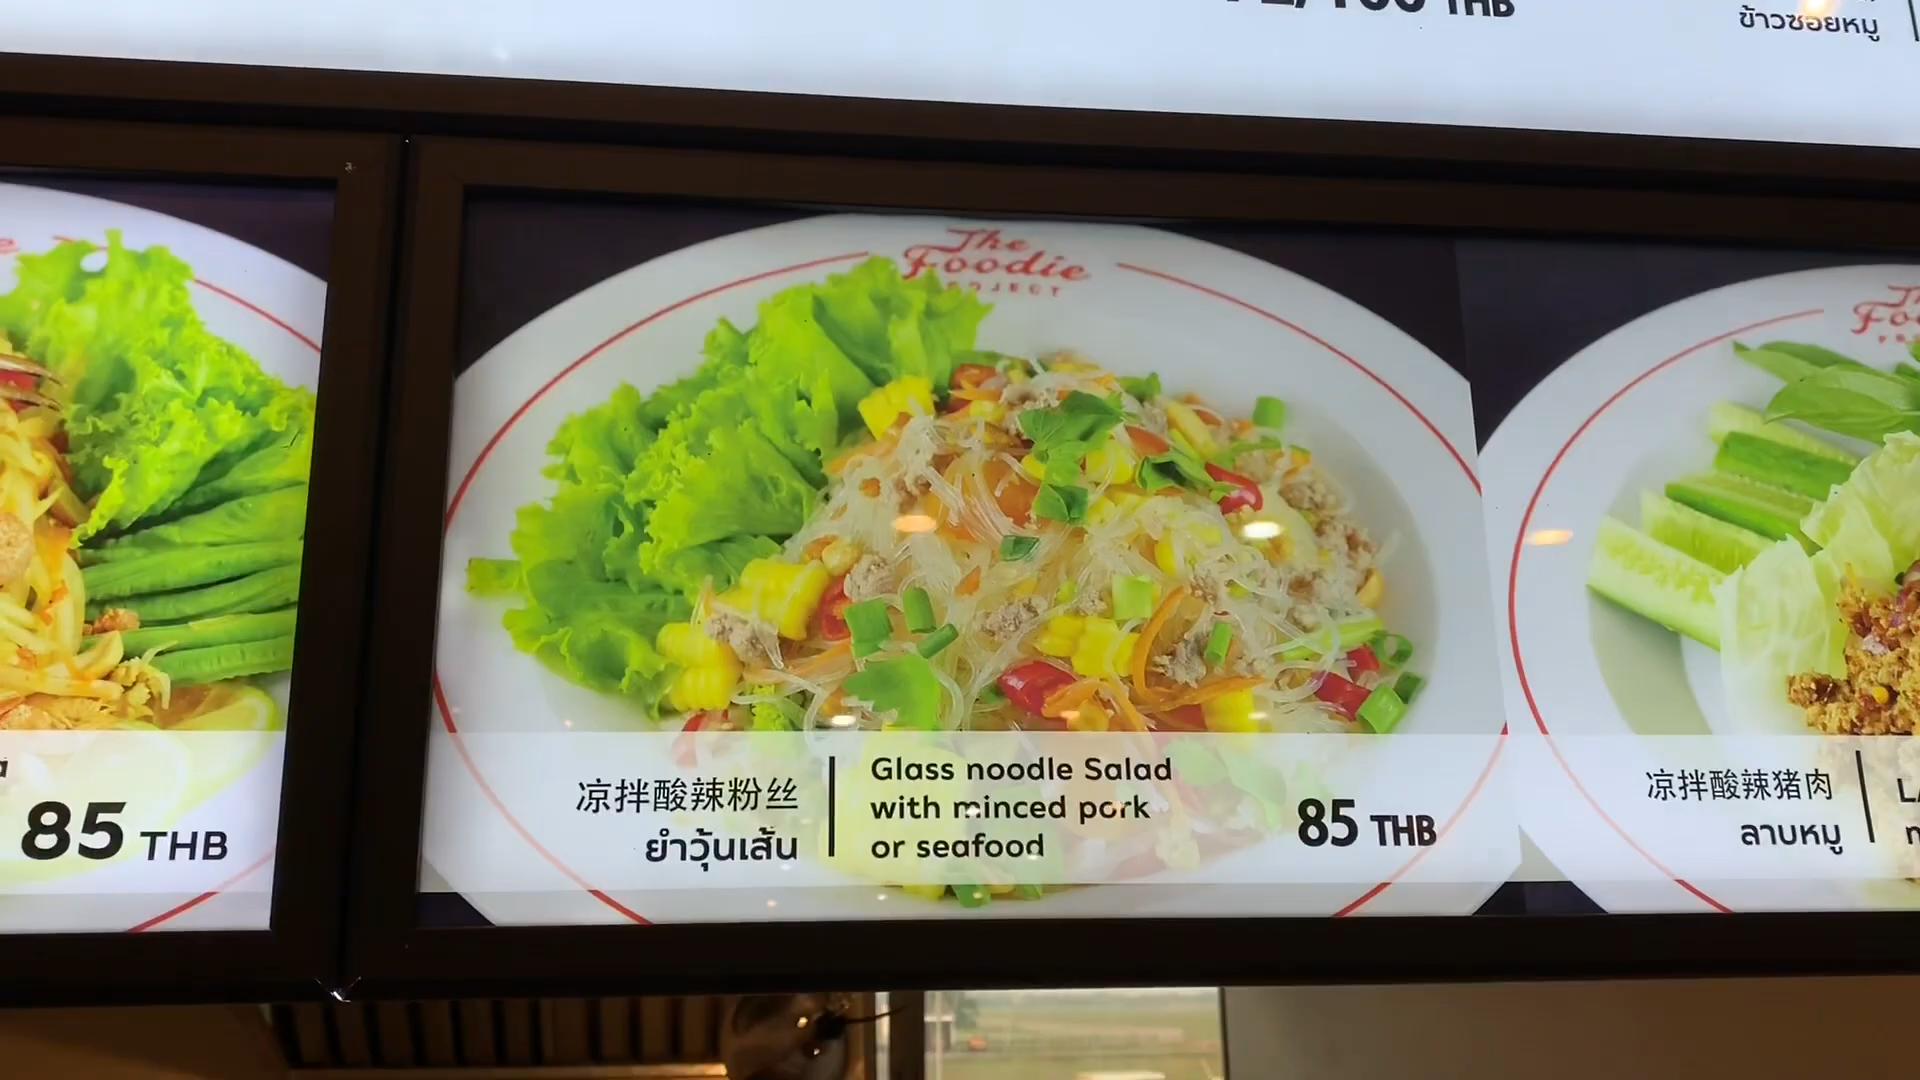 THB
ข้าวซอยหมู
The
Foodie
PROJECT
85 THB
凉拌酸辣粉丝
ยำวุ้นเส้น
Glass noodle Salad
with minced pork
or seafood
85 THB
凉拌酸辣猪肉
ลาบหมู